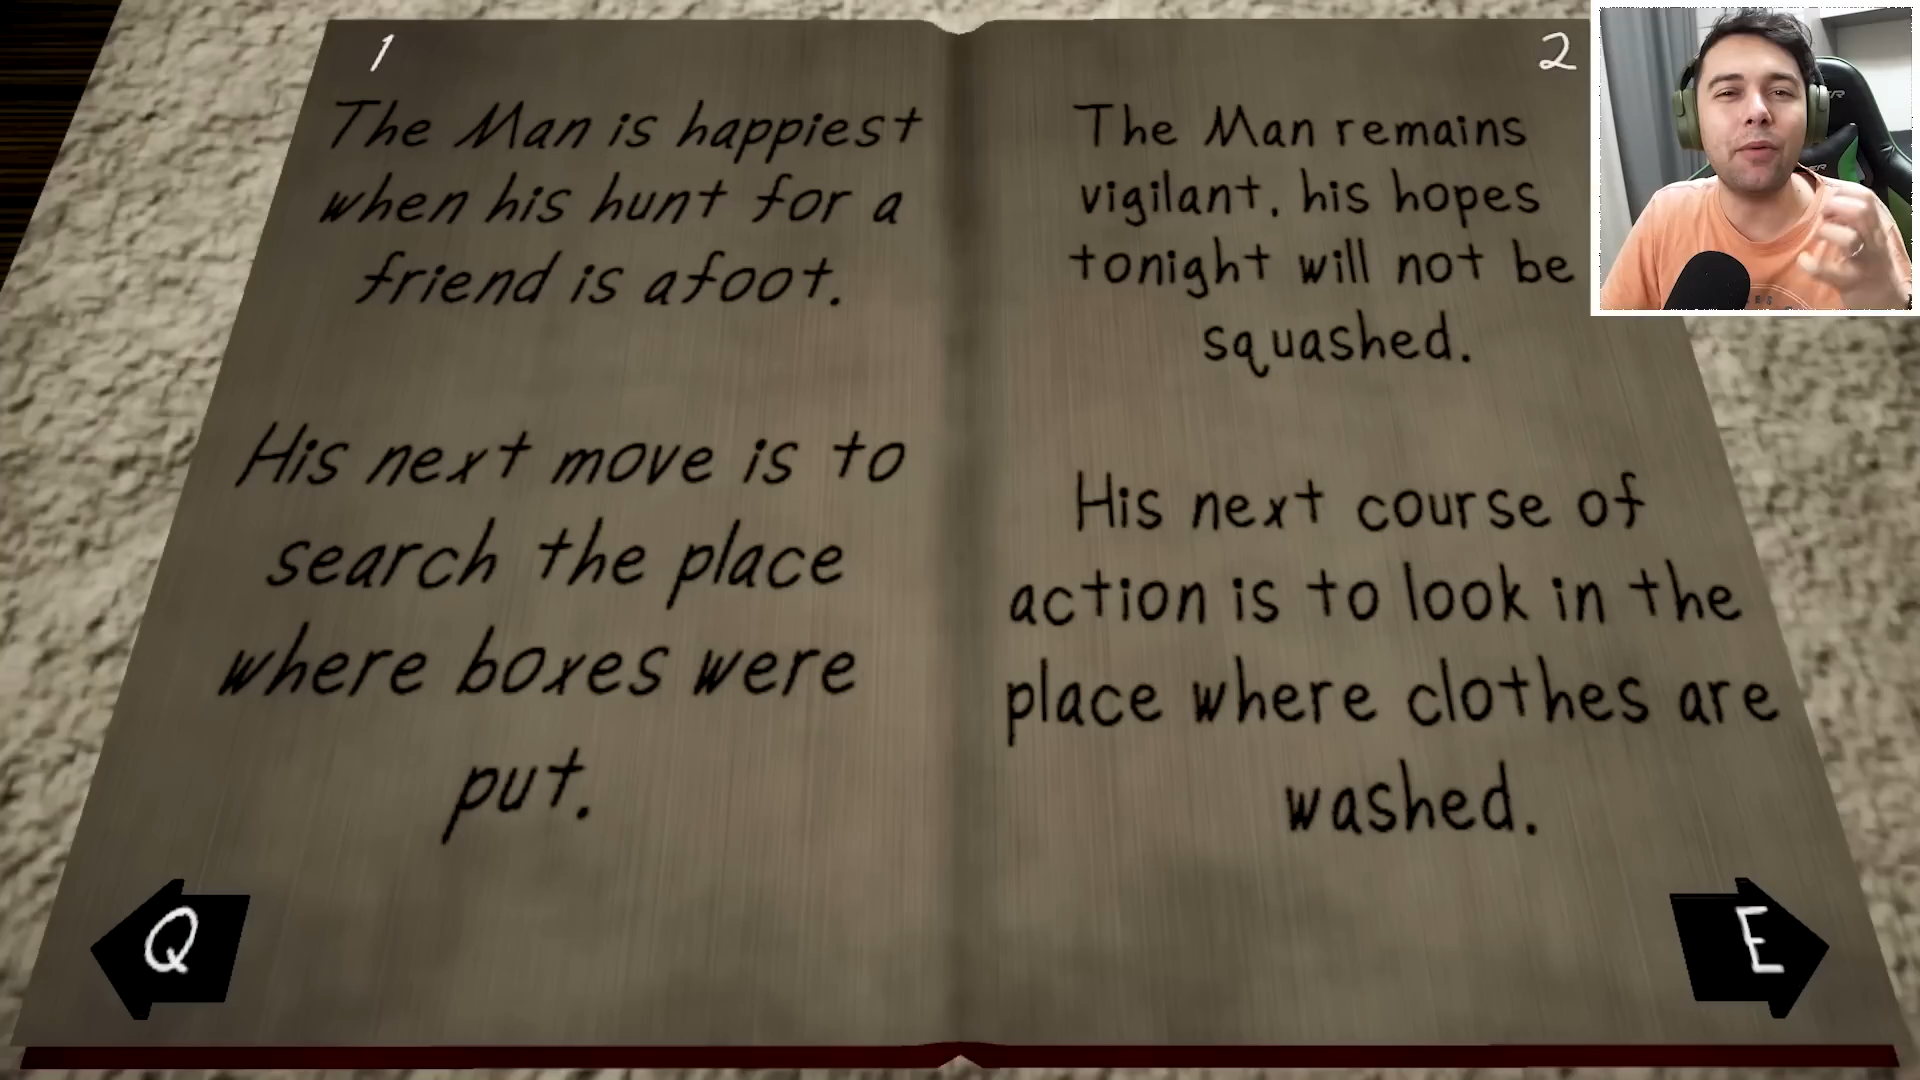 1
The Man is happiest
when his hunt for a
friend is afoot.
His next move is to
search the place
where boxes were
put.
Q
2
The Man remains
vigilant, his hopes
tonight will not be
squashed.
His next course of
action is to look in the
place where clothes are
washed.
E